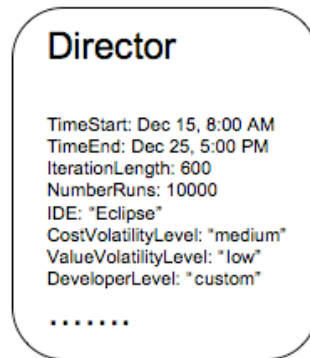 Director
TimeStart: Dec 15, 8:00 AM
TimeEnd: Dec 25, 5:00 PM
IterationLength: 600
NumberRuns: 10000
IDE: “Eclipse”
CostVolatilityLevel: “medium”
ValueVolatilityLevel: “low”
DeveloperLevel: “custom”
.......